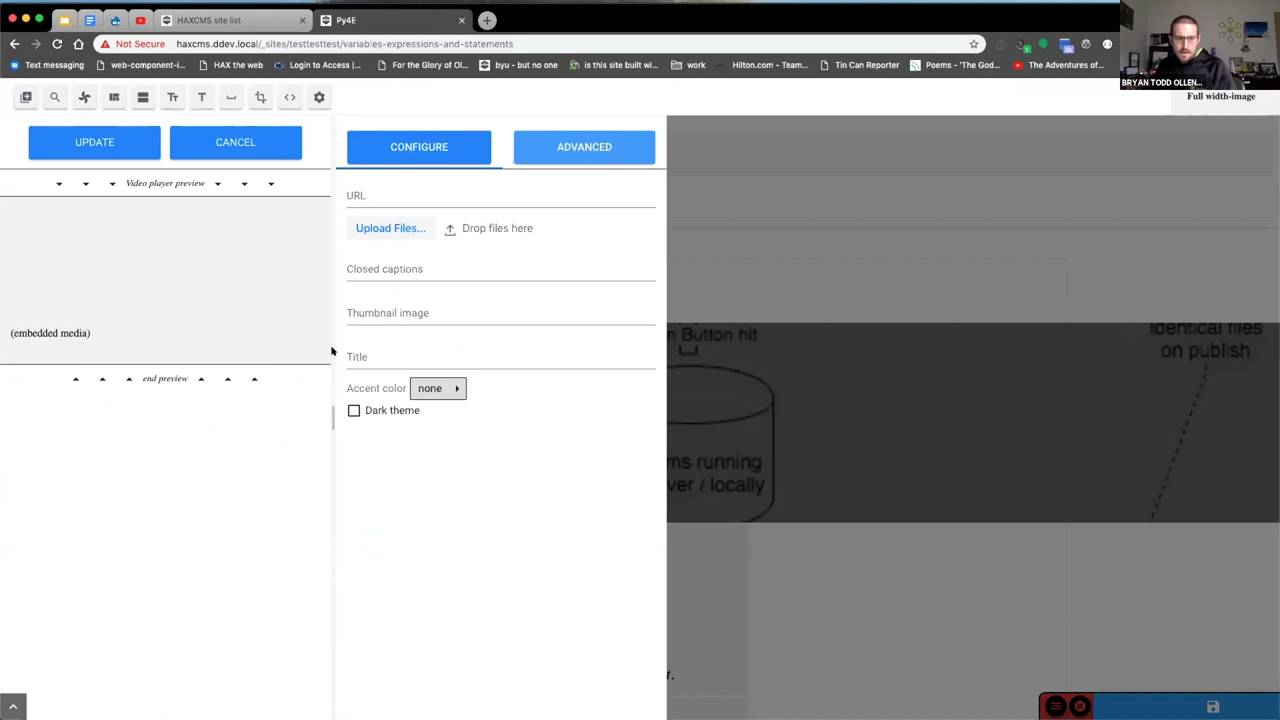 HAXCMS site list
Py4E
Not Secure haxcms.ddev.local/_sites/testtesttest/variables-expressions-and-statements
Text messaging
web-component-i...
HAX the web
Login to Access |...
For the Glory of Ol...
byu - but no one
is this site built wi...
work
Hilton.com - Team...
Tin Can Reporter
Poems - 'The God...
The Adventures of...
BRYAN TODD OLLEN...
Full width-image
UPDATE
CANCEL
CONFIGURE
ADVANCED
Video player preview
URL
Upload Files...
Drop files here
Closed captions
Thumbnail image
(embedded media)
Title
end preview
Accent color none
Dark theme
n Button hit
identical files
on publish
ms running
ver / locally